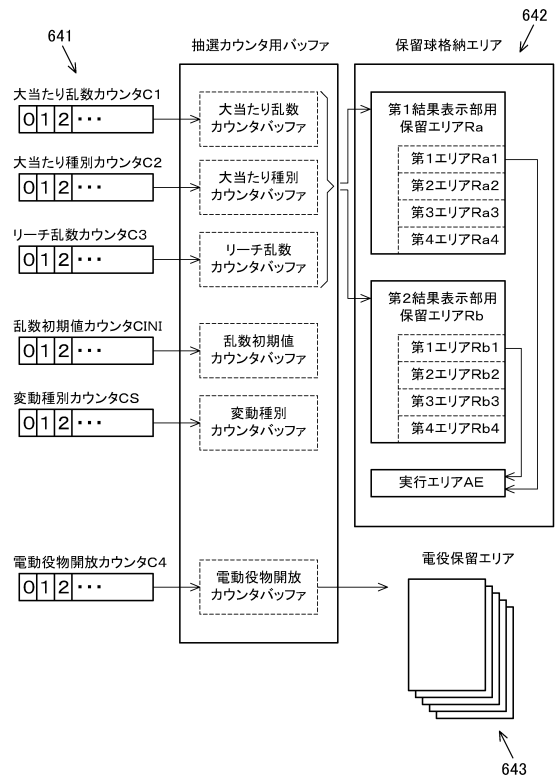 641
642
抽選カウンタ用バッファ
保留球格納エリア
大当たり乱数カウンタC1
0 1 2 ・・・
大当たり乱数
カウンタバッファ
大当たり種別カウンタC2
0 1 2 ・・・
大当たり種別
カウンタバッファ
リーチ乱数カウンタC3
0 1 2 ・・・
リーチ乱数
カウンタバッファ
乱数初期値カウンタCINI
0 1 2 ・・・
乱数初期値
カウンタバッファ
変動種別カウンタCS
0 1 2 ・・・
変動種別
カウンタバッファ
電動役物開放カウンタC4
0 1 2 ・・・
電動役物開放
カウンタバッファ
第1結果表示部用
保留エリアRa
第1エリアRa1
第2エリアRa2
第3エリアRa3
第4エリアRa4
第2結果表示部用
保留エリアRb
第1エリアRb1
第2エリアRb2
第3エリアRb3
第4エリアRb4
実行エリアAE
電役保留エリア
643